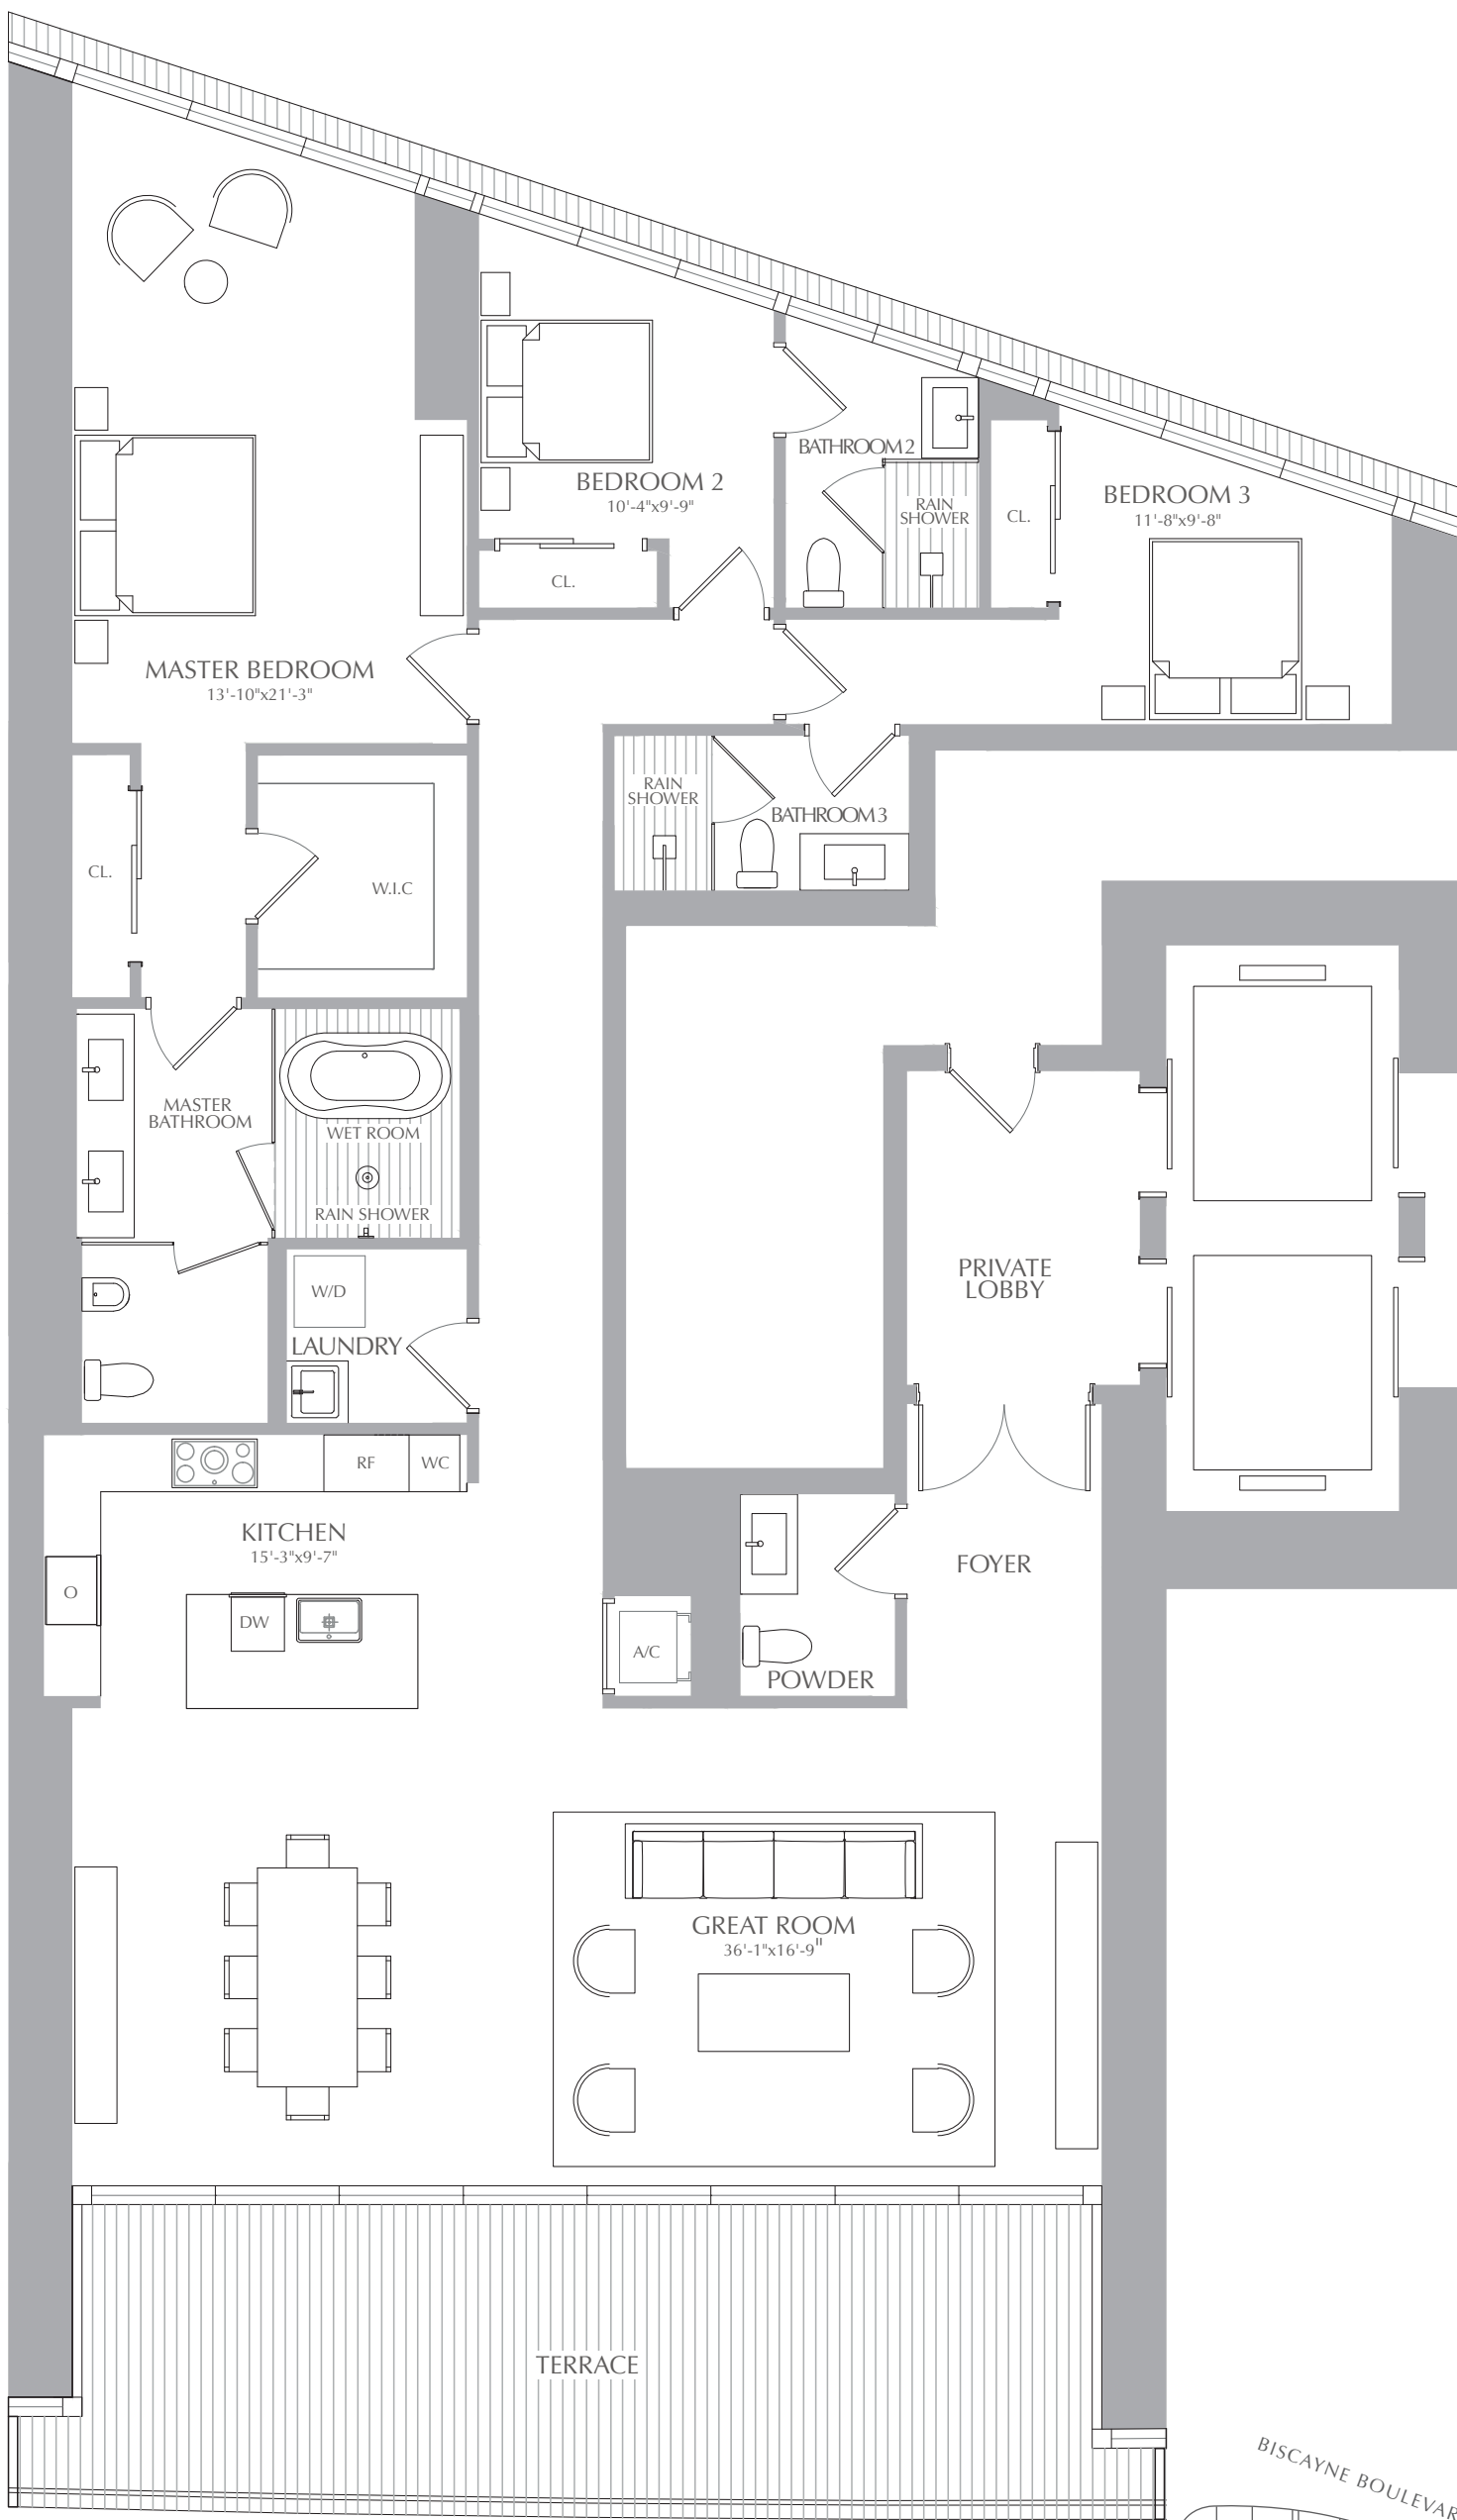 BATHROOM 2
BEDROOM 2
10'-4"x9'-9"
BEDROOM 3
11'-8"x9'-8"
RAIN
SHOWER
CL.
CL.
MASTER BEDROOM
13'-10"x21'-3"
RAIN
SHOWER
BATHROOM 3
CL.
W.I.C
MASTER
BATHROOM
WET ROOM
RAIN SHOWER
PRIVATE
LOBBY
W/D
LAUNDRY
RF
WC
KITCHEN
15'-3"x9'-7"
FOYER
O
DW
A/C
POWDER
GREAT ROOM
36'-1"x16'-9"
TERRACE
BISCAYNE BOULEVAR